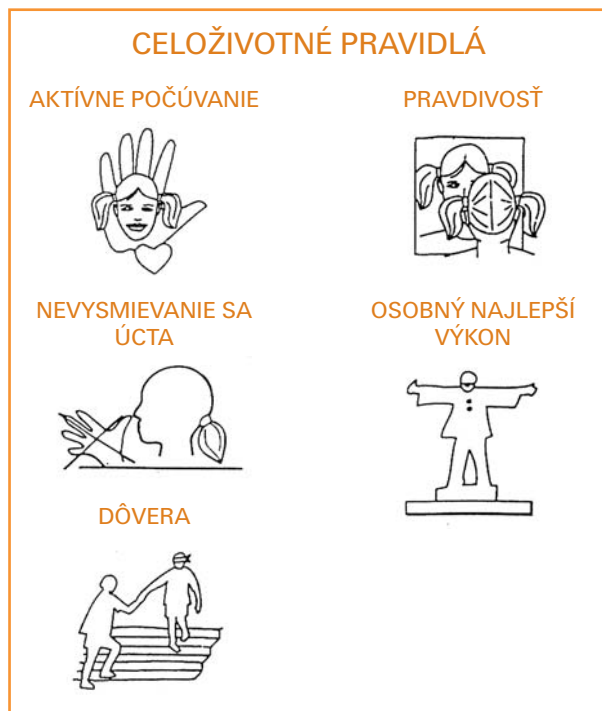 CELOŽIVOTNÉ PRAVIDLÁ
AKTÍVNE POČÚVANIE
PRAVDIVOSŤ
NEVYSMIEVANIE SA
ÚCTA
OSOBNÝ NAJLEPŠÍ
VÝKON
DÔVERA